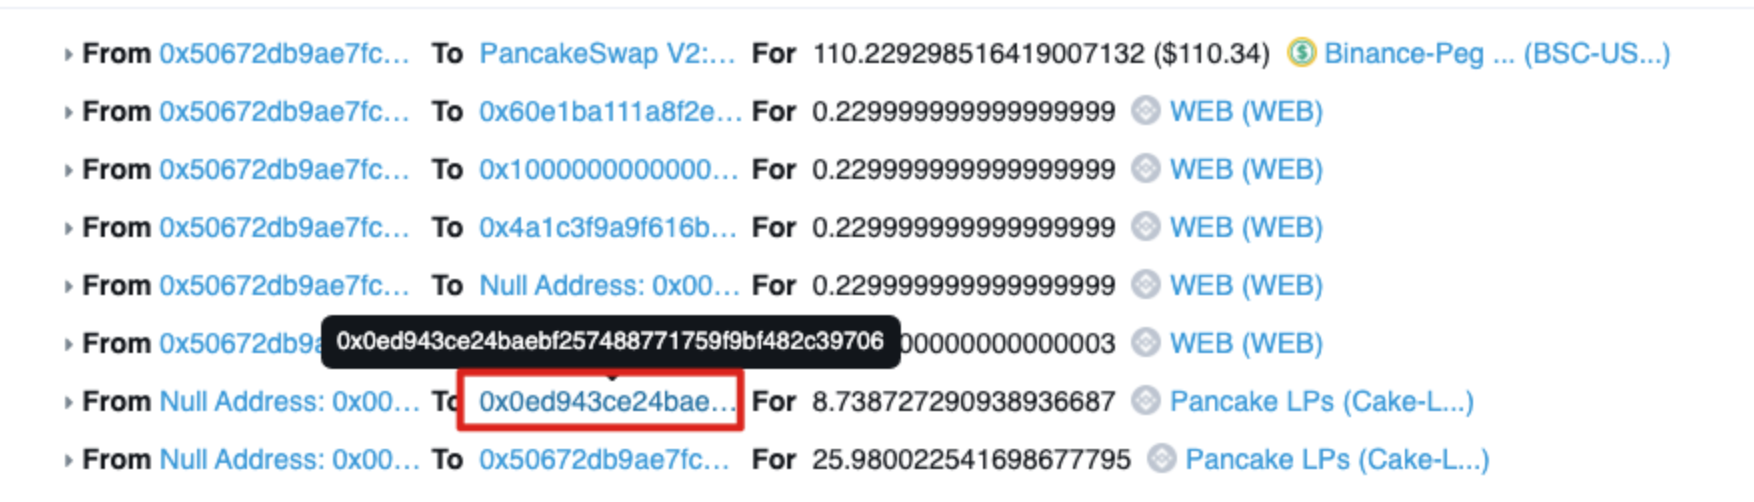 From 0x50672db9ae7fc... To PancakeSwap V2:... For 110.229298516419007132 ($110.34) Binance-Peg ... (BSC-US...)
From 0x50672db9ae7fc... To 0x60e1ba111a8f2e... For 0.229999999999999999 WEB (WEB)
From 0x50672db9ae7fc... To 0x1000000000000... For 0.229999999999999999 WEB (WEB)
From 0x50672db9ae7fc... To 0x4a1c3f9a9f616b... For 0.229999999999999999 WEB (WEB)
From 0x50672db9ae7fc... To Null Address: 0x00... For 0.229999999999999999 WEB (WEB)
From 0x50672db9a 0x0ed943ce24baebf257488771759f9bf482c39706 00000000000003 WEB (WEB)
From Null Address: 0x00... To 0x0ed943ce24bae... For 8.738727290938936687 Pancake LPs (Cake-L...)
From Null Address: 0x00... To 0x50672db9ae7fc... For 25.980022541698677795 Pancake LPs (Cake-L...)